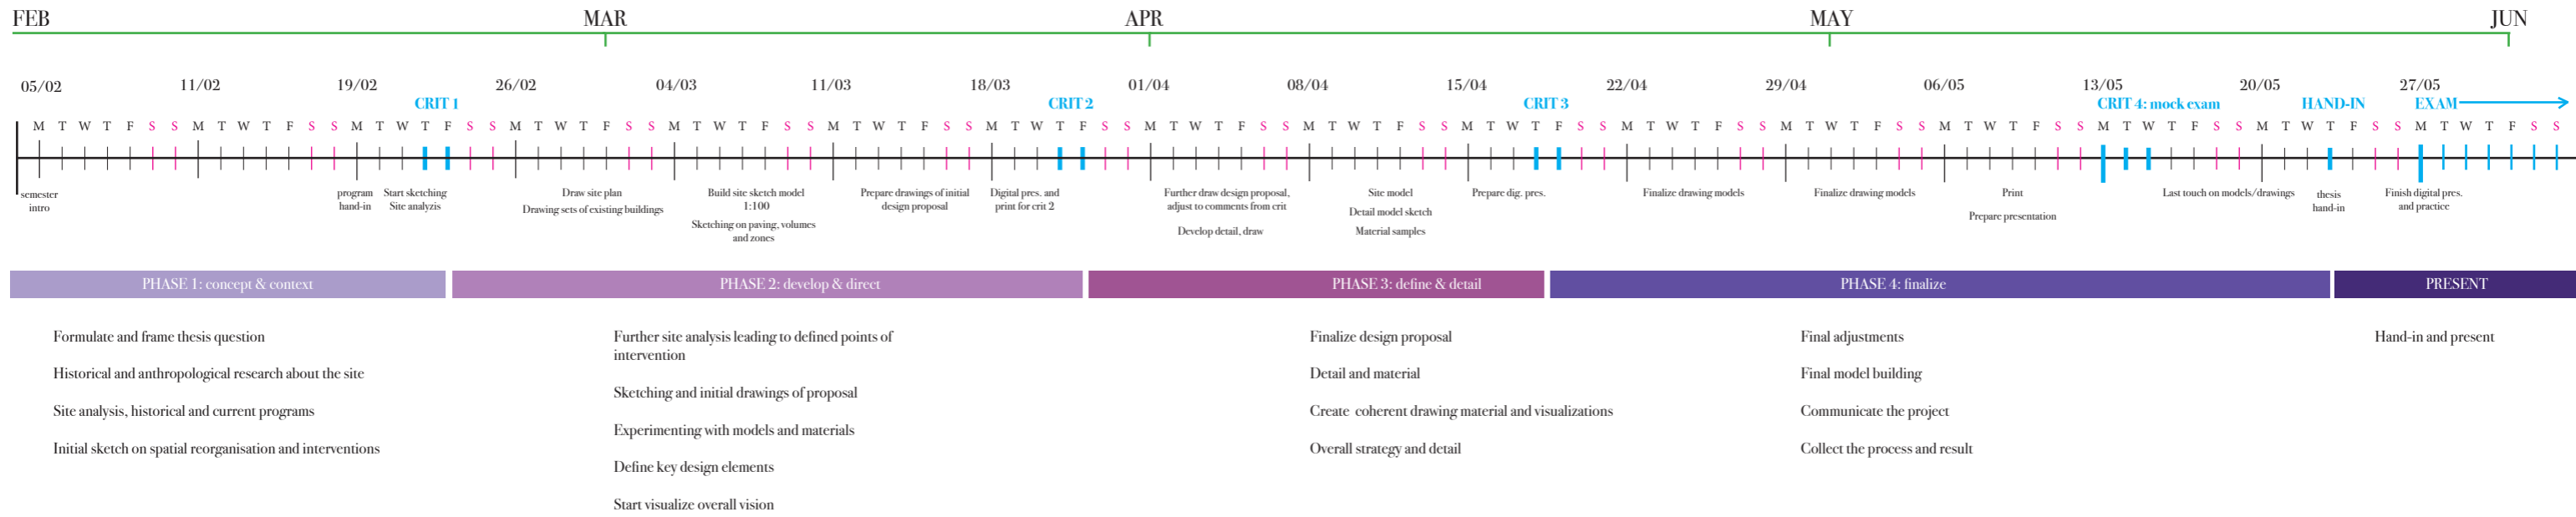 FEB MAR APR MAY JUN
05/02 11/02 19/02 26/02 04/03 11/03 18/03 01/04 08/04 15/04 22/04 29/04 06/05 13/05 20/05 27/05
CRIT 1 CRIT 2 CRIT 3 CRIT 4: mock exam HAND-IN EXAM
M T W T F S S M T W T F S S M T W T F S S M T W T F S S M T W T F S S M T W T F S S M T W T F S S M T W T F S S M T W T F S S M T W T F S S M T W T F S S M T W T F S S M T W T F S S M T W T F S S M T W T F S S M T W T F S S
semester
intro
program
hand-in
Start sketching
Site analyzis
Draw site plan
Drawing sets of existing buildings
Build site sketch model
1:100
Sketching on paving, volumes
and zones
Prepare drawings of initial
design proposal
Digital pres. and
print for crit 2
Further draw design proposal,
adjust to comments from crit
Develop detail, draw
Site model
Detail model sketch
Material samples
Prepare dig. pres.
Finalize drawing models
Finalize drawing models
Print
Prepare presentation
Last touch on models/drawings
thesis
hand-in
Finish digital pres.
and practice
PHASE 1: concept & context
PHASE 2: develop & direct
PHASE 3: define & detail
PHASE 4: finalize
PRESENT
Formulate and frame thesis question
Historical and anthropological research about the site
Site analysis, historical and current programs
Initial sketch on spatial reorganisation and interventions
Further site analysis leading to defined points of
intervention
Sketching and initial drawings of proposal
Experimenting with models and materials
Define key design elements
Start visualize overall vision
Finalize design proposal
Detail and material
Create coherent drawing material and visualizations
Overall strategy and detail
Final adjustments
Final model building
Communicate the project
Collect the process and result
Hand-in and present